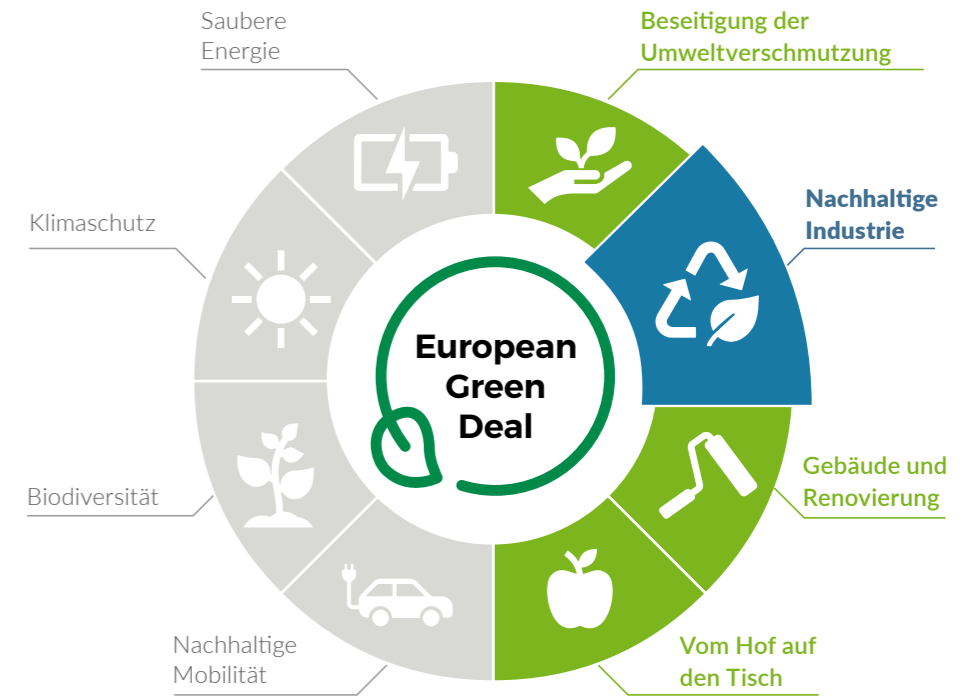 Saubere
Energie
Beseitigung der
Umweltverschmutzung
Klimaschutz
Nachhaltige
Industrie
European
Green
Deal
Biodiversität
Gebäude und
Renovierung
Nachhaltige
Mobilität
Vom Hof auf
den Tisch